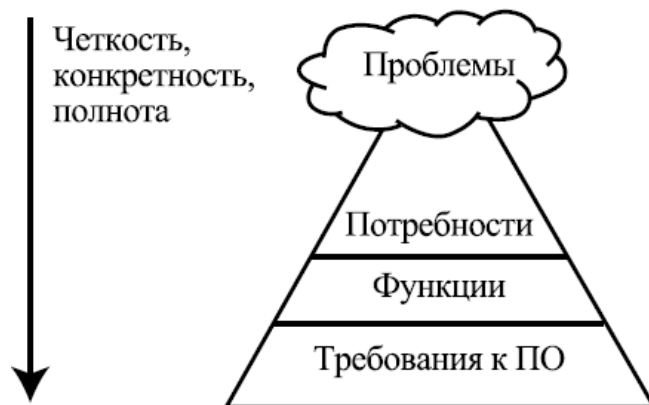 Четкость,
конкретность,
полнота
Проблемы
Потребности
Функции
Требования к ПО